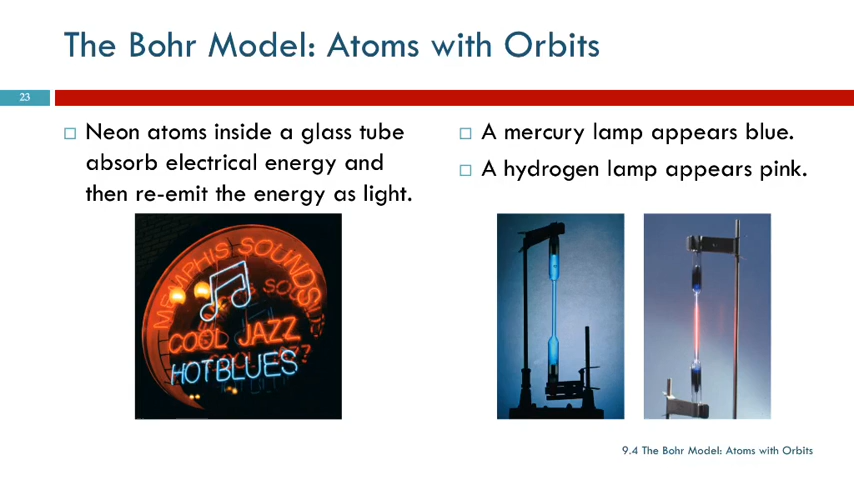 The Bohr Model: Atoms with Orbits
23
Neon atoms inside a glass tube
absorb electrical energy and
then re-emit the energy as light.
A mercury lamp appears blue.
A hydrogen lamp appears pink.
MEMPHIS SOUNDS
COOL JAZZ
HOT BLUES
9.4 The Bohr Model: Atoms with Orbits